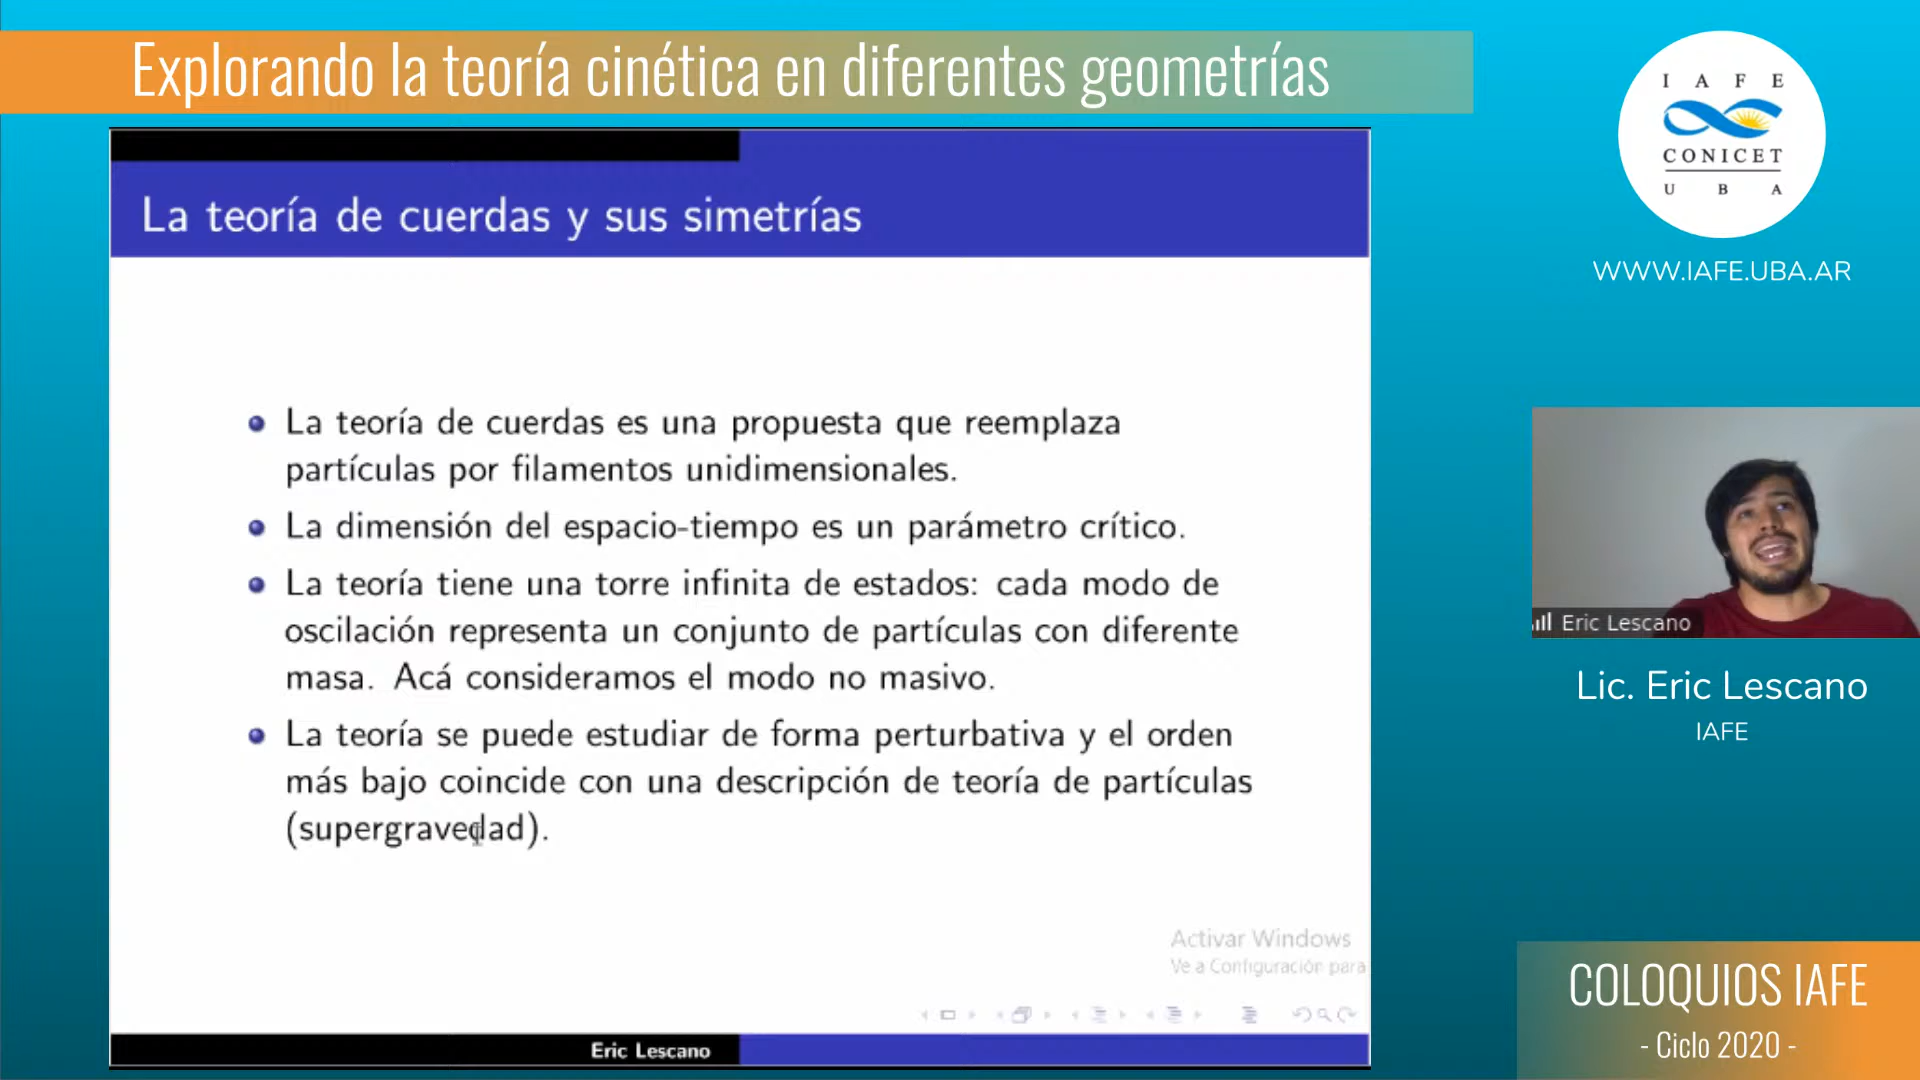 Explorando la teoría cinética en diferentes geometrías
I A F E
CONICET
U B A
WWW.IAFE.UBA.AR
La teoría de cuerdas y sus simetrías
La teoría de cuerdas es una propuesta que reemplaza
partículas por filamentos unidimensionales.
La dimensión del espacio-tiempo es un parámetro crítico.
La teoría tiene una torre infinita de estados: cada modo de
oscilación representa un conjunto de partículas con diferente
masa. Acá consideramos el modo no masivo.
La teoría se puede estudiar de forma perturbativa y el orden
más bajo coincide con una descripción de teoría de partículas
(supergravedad).
Activar Windows
Ve a Configuración para
Eric Lescano
Eric Lescano
Lic. Eric Lescano
IAFE
COLOQUIOS IAFE
- Ciclo 2020 -